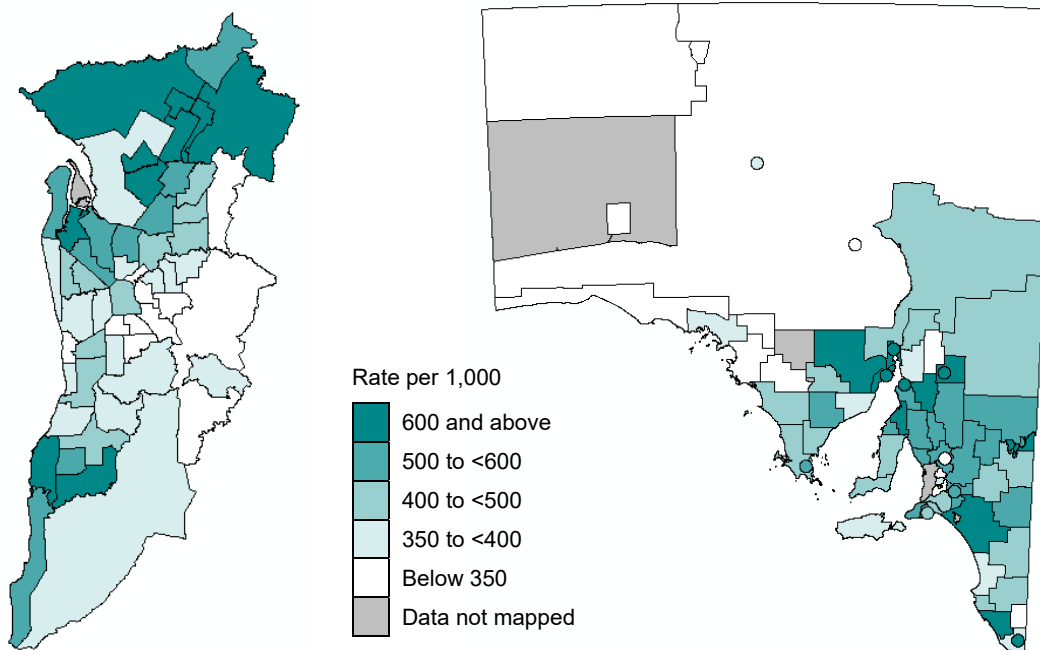 Rate per 1,000
600 and above
500 to <600
400 to <500
350 to <400
Below 350
Data not mapped